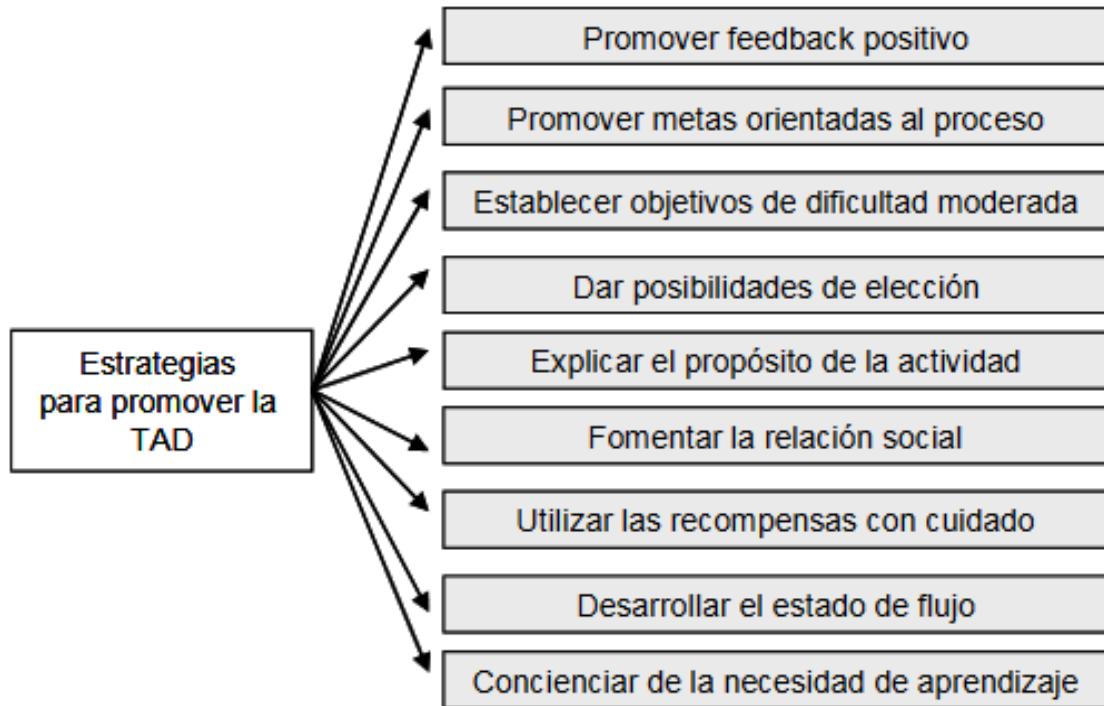 Promover feedback positivo
Promover metas orientadas al proceso
Establecer objetivos de dificultad moderada
Dar posibilidades de elección
Estrategias
para promover la
TAD
Explicar el propósito de la actividad
Fomentar la relación social
Utilizar las recompensas con cuidado
Desarrollar el estado de flujo
Concienciar de la necesidad de aprendizaje